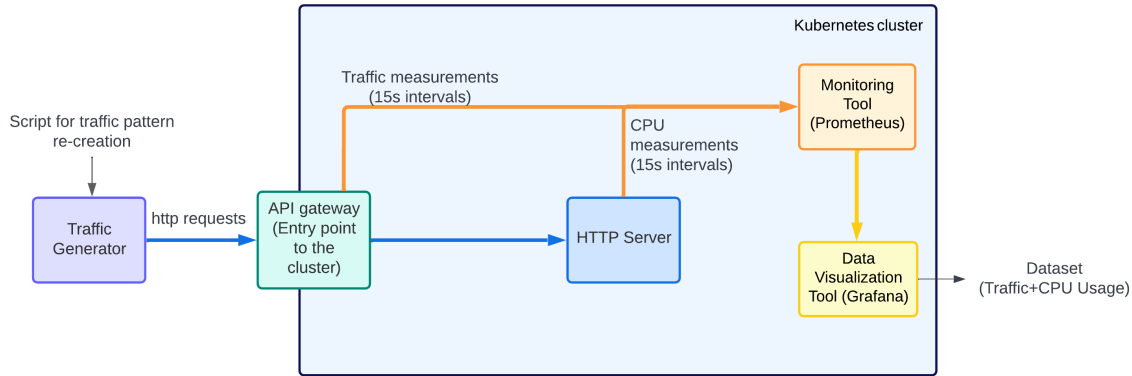 Kubernetes cluster
Traffic measurements
(15s intervals)
Monitoring
Tool
(Prometheus)
Script for traffic pattern
re-creation
CPU
measurements
(15s intervals)
Traffic
Generator
http requests
API gateway
(Entry point
to the
cluster)
HTTP Server
Data
Visualization
Tool (Grafana)
Dataset
(Traffic+CPU Usage)